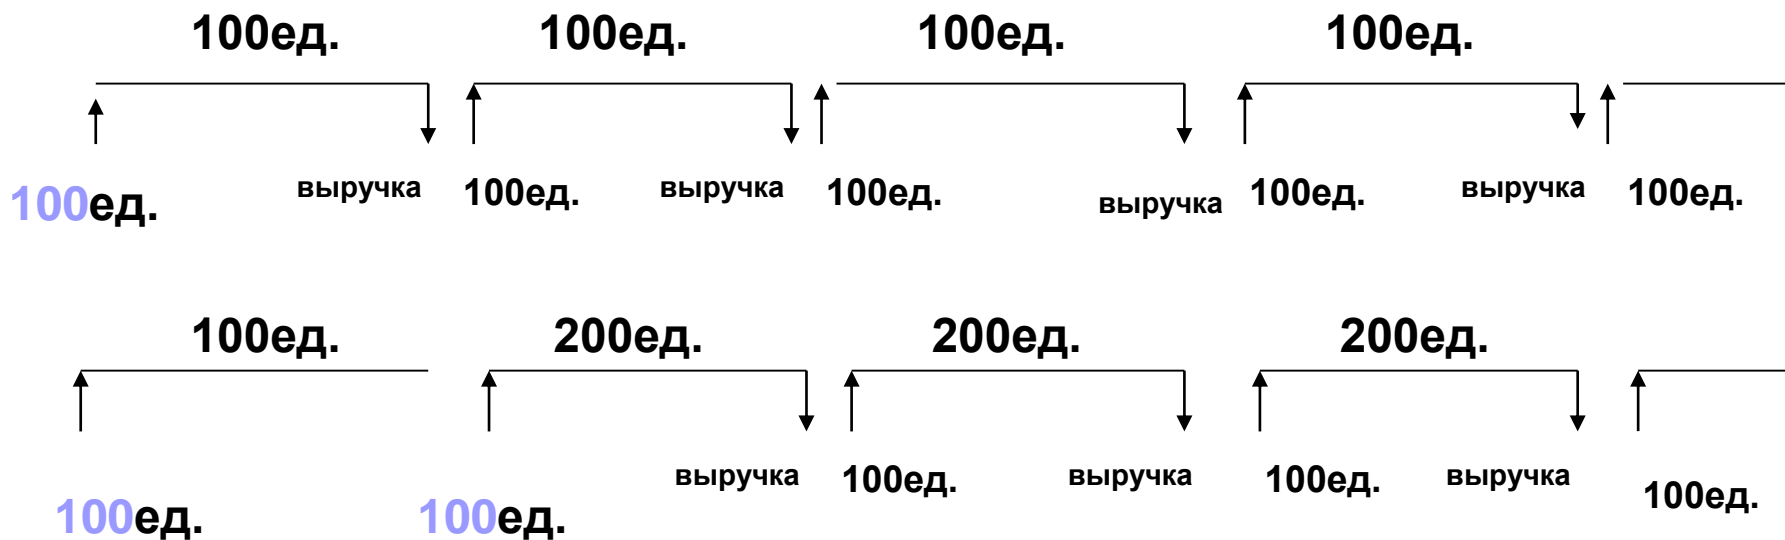 100ед. 100ед. 100ед. 100ед.
100ед. выручка 100ед. выручка 100ед. выручка 100ед. выручка 100ед.
100ед. 200ед. 200ед. 200ед.
100ед. 100ед. выручка 100ед. выручка 100ед. выручка 100ед.